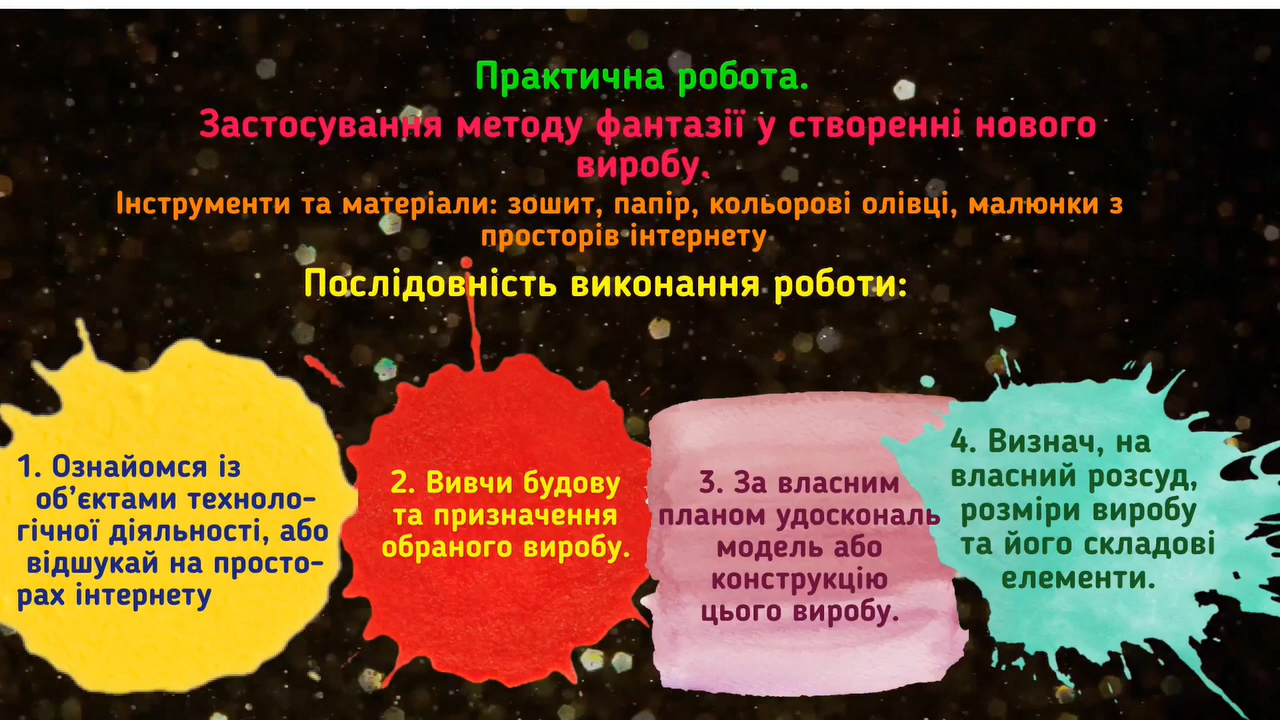 Практична робота.
Застосування методу фантазії у створенні нового
виробу.
Інструменти та матеріали: зошит, папір, кольорові олівці, малюнки з
просторів інтернету
Послідовність виконання роботи:
1. Ознайомся із
об’єктами техноло-
гічної діяльності, або
відшукай на просто-
рах інтернету
2. Вивчи будову
та призначення
обраного виробу.
3. За власним
планом удоскональ
модель або
конструкцію
цього виробу.
4. Визнач, на
власний розсуд,
розміри виробу
та його складові
елементи.